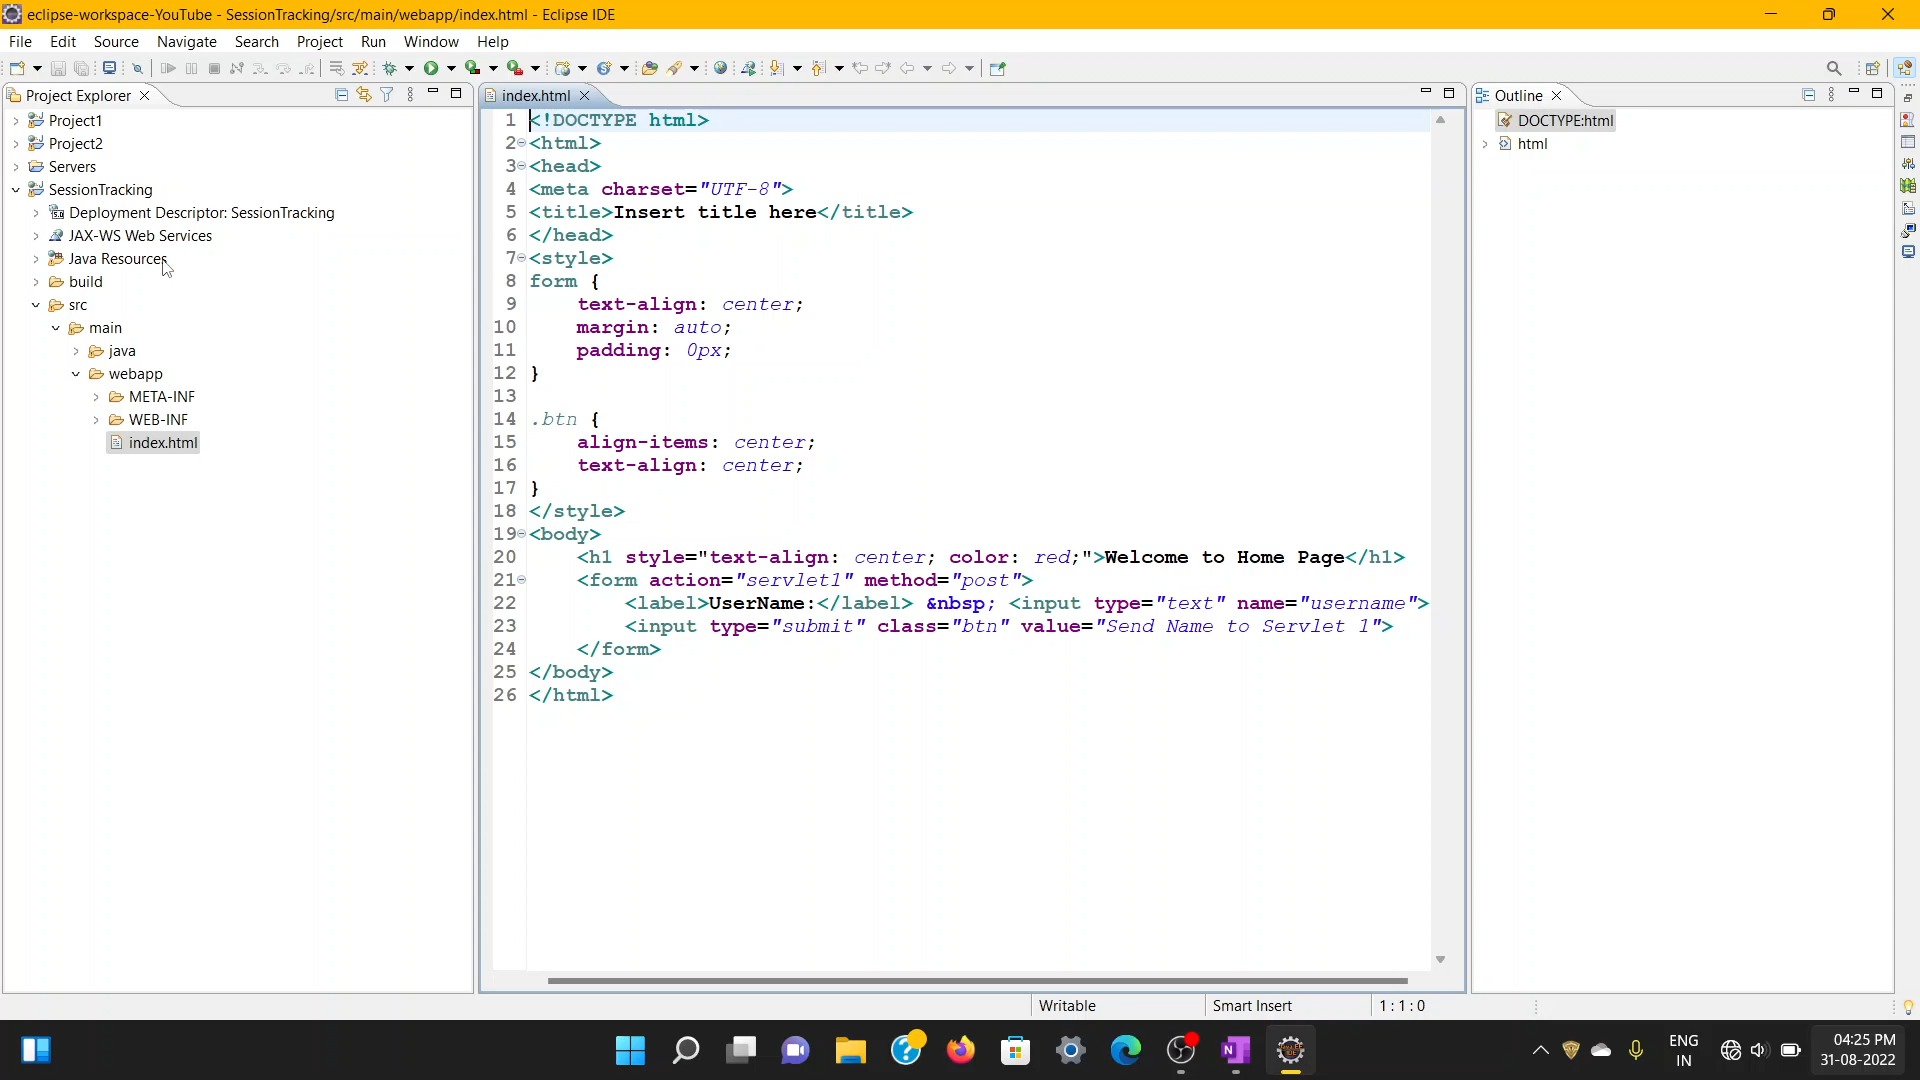 eclipse-workspace-YouTube - SessionTracking/src/main/webapp/index.html - Eclipse IDE
File Edit Source Navigate Search Project Run Window Help
Project Explorer
Project1
Project2
Servers
SessionTracking
Deployment Descriptor: SessionTracking
JAX-WS Web Services
Java Resources
build
src
main
java
webapp
META-INF
WEB-INF
index.html
index.html
1 <!DOCTYPE html>
2 <html>
3 <head>
4 <meta charset="UTF-8">
5 <title>Insert title here</title>
6 </head>
7 <style>
8 form {
9 text-align: center;
10 margin: auto;
11 padding: 0px;
12 }
13
14 .btn {
15 align-items: center;
16 text-align: center;
17 }
18 </style>
19 <body>
20 <h1 style="text-align: center; color: red;">Welcome to Home Page</h1>
21 <form action="servlet1" method="post">
22 <label>UserName:</label> &nbsp; <input type="text" name="username">
23 <input type="submit" class="btn" value="Send Name to Servlet 1">
24 </form>
25 </body>
26 </html>
Outline
DOCTYPE:html
html
Writable Smart Insert 1 : 1 : 0
ENG
IN
04:25 PM
31-08-2022